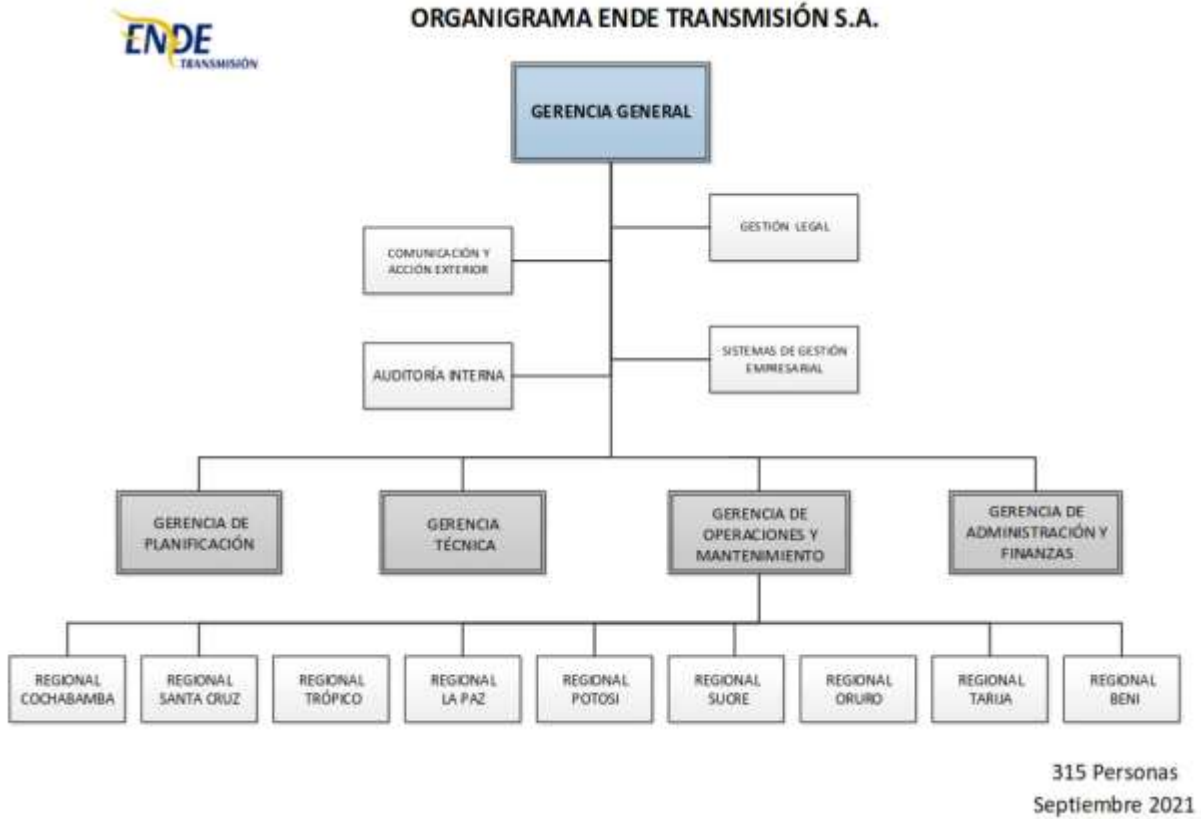 ORGANIGRAMA ENDE TRANSMISIÓN S.A.
ENDE
TRANSMISIÓN
GERENCIA GENERAL
GESTIÓN LEGAL
COMUNICACIÓN Y
ACCIÓN EXTERIOR
SISTEMAS DE GESTIÓN
EMPRESARIAL
AUDITORÍA INTERNA
GERENCIA DE
PLANIFICACIÓN
GERENCIA
TÉCNICA
GERENCIA DE
OPERACIONES Y
MANTENIMIENTO
GERENCIA DE
ADMINISTRACIÓN Y
FINANZAS
REGIONAL
COCHABAMBA
REGIONAL
SANTA CRUZ
REGIONAL
TRÓPICO
REGIONAL
LA PAZ
REGIONAL
POTOSI
REGIONAL
SUCRE
REGIONAL
ORURO
REGIONAL
TARIJA
REGIONAL
BENI
315 Personas
Septiembre 2021